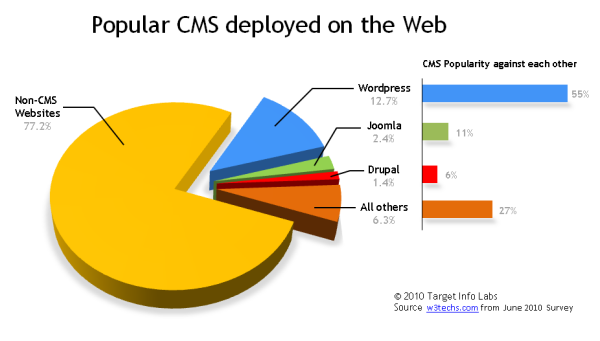 Popular CMS deployed on the Web
CMS Popularity against each other
Non-CMS
Websites
77.2%
Wordpress
12.7%
Joomla
2.4%
Drupal
1.4%
All others
6.3%
55%
11%
6%
27%
© 2010 Target Info Labs
Source w3techs.com from June 2010 Survey